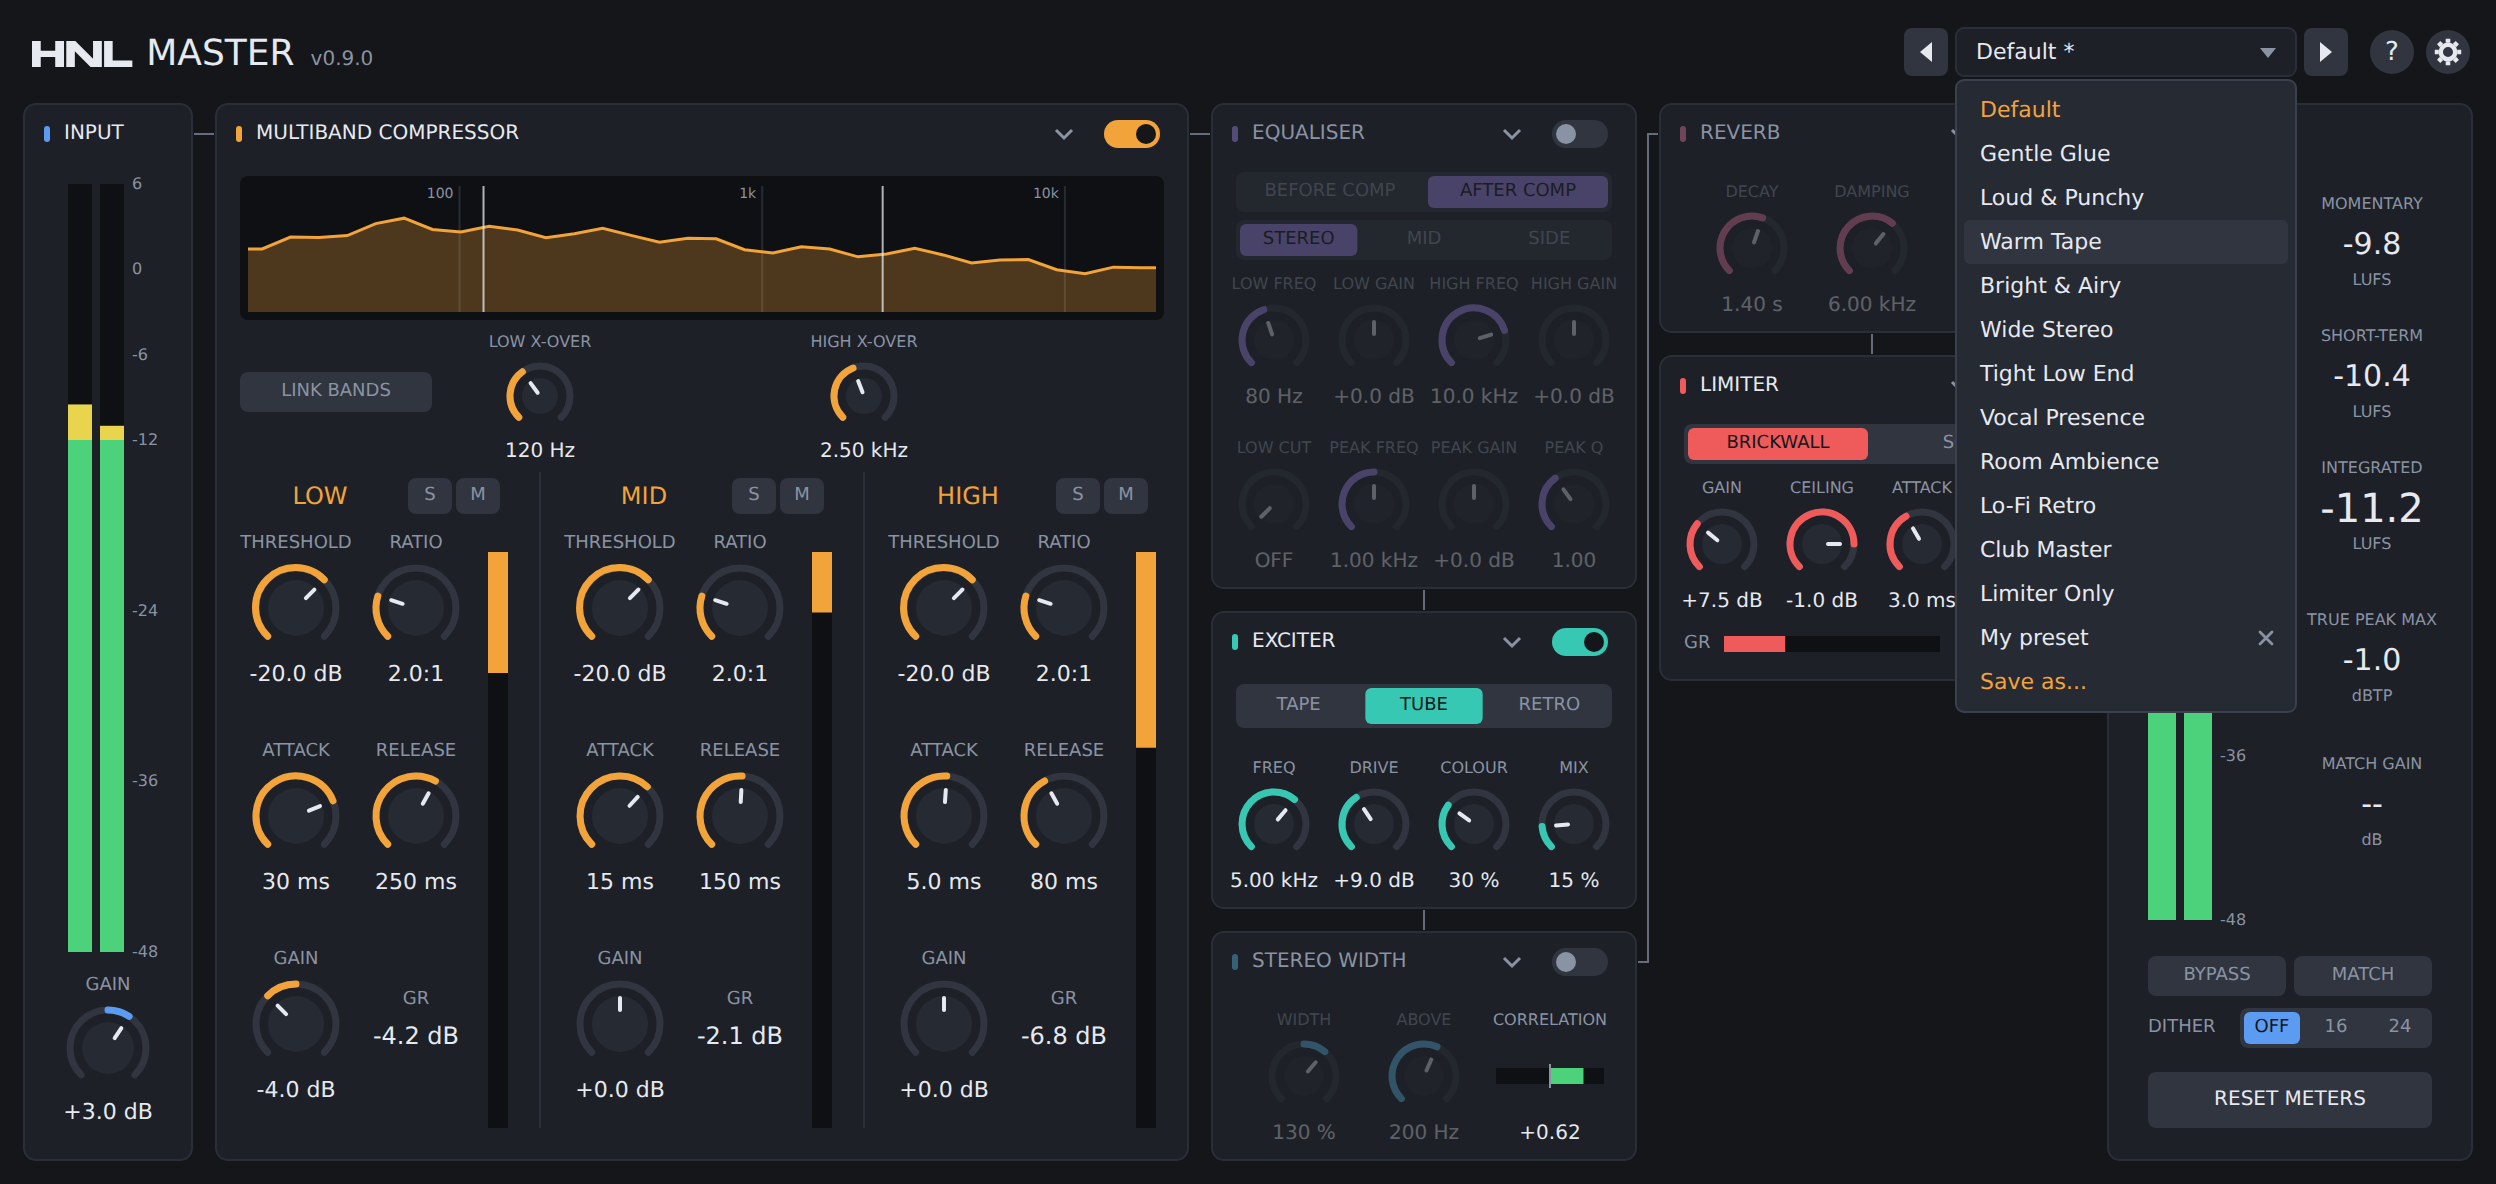 HNL MASTER v0.9.0
Default *
?
INPUT
6
0
-6
-12
-24
-36
-48
GAIN
+3.0 dB
MULTIBAND COMPRESSOR
100
1k
10k
LINK BANDS
LOW X-OVER
120 Hz
HIGH X-OVER
2.50 kHz
LOW
S
M
THRESHOLD
RATIO
-20.0 dB
2.0:1
ATTACK
RELEASE
30 ms
250 ms
GAIN
GR
-4.2 dB
-4.0 dB
MID
S
M
THRESHOLD
RATIO
-20.0 dB
2.0:1
ATTACK
RELEASE
15 ms
150 ms
GAIN
GR
-2.1 dB
+0.0 dB
HIGH
S
M
THRESHOLD
RATIO
-20.0 dB
2.0:1
ATTACK
RELEASE
5.0 ms
80 ms
GAIN
GR
-6.8 dB
+0.0 dB
EQUALISER
BEFORE COMP
AFTER COMP
STEREO
MID
SIDE
LOW FREQ
LOW GAIN
HIGH FREQ
HIGH GAIN
80 Hz
+0.0 dB
10.0 kHz
+0.0 dB
LOW CUT
PEAK FREQ
PEAK GAIN
PEAK Q
OFF
1.00 kHz
+0.0 dB
1.00
EXCITER
TAPE
TUBE
RETRO
FREQ
DRIVE
COLOUR
MIX
5.00 kHz
+9.0 dB
30 %
15 %
STEREO WIDTH
WIDTH
ABOVE
CORRELATION
130 %
200 Hz
+0.62
REVERB
DECAY
DAMPING
1.40 s
6.00 kHz
LIMITER
BRICKWALL
S
GAIN
CEILING
ATTACK
+7.5 dB
-1.0 dB
3.0 ms
GR
Default
Gentle Glue
Loud & Punchy
Warm Tape
Bright & Airy
Wide Stereo
Tight Low End
Vocal Presence
Room Ambience
Lo-Fi Retro
Club Master
Limiter Only
My preset
Save as...
MOMENTARY
-9.8
LUFS
SHORT-TERM
-10.4
LUFS
INTEGRATED
-11.2
LUFS
TRUE PEAK MAX
-1.0
dBTP
MATCH GAIN
--
dB
-36
-48
BYPASS
MATCH
DITHER
OFF
16
24
RESET METERS